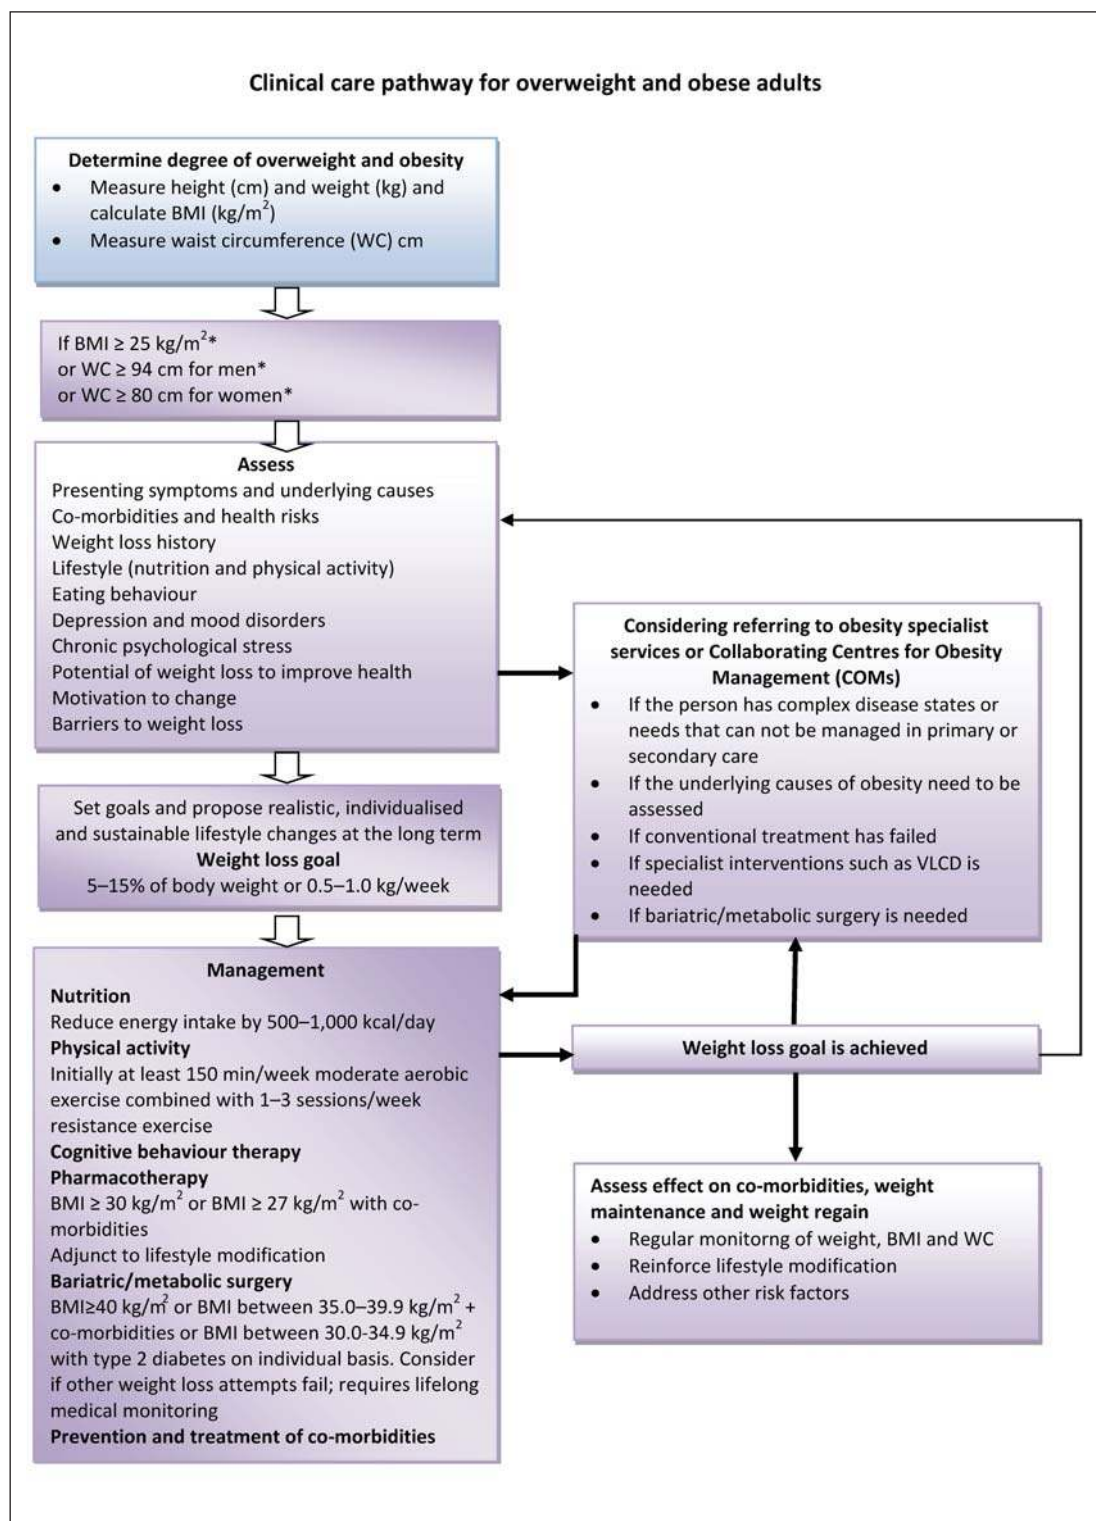 Clinical care pathway for overweight and obese adults
Determine degree of overweight and obesity
• Measure height (cm) and weight (kg) and
calculate BMI (kg/m²)
• Measure waist circumference (WC) cm
If BMI ≥ 25 kg/m²*
or WC ≥ 94 cm for men*
or WC ≥ 80 cm for women*
Assess
Presenting symptoms and underlying causes
Co-morbidities and health risks
Weight loss history
Lifestyle (nutrition and physical activity)
Eating behaviour
Depression and mood disorders
Chronic psychological stress
Potential of weight loss to improve health
Motivation to change
Barriers to weight loss
Considering referring to obesity specialist
services or Collaborating Centres for Obesity
Management (COMs)
• If the person has complex disease states or
needs that can not be managed in primary or
secondary care
• If the underlying causes of obesity need to be
assessed
• If conventional treatment has failed
• If specialist interventions such as VLCD is
needed
• If bariatric/metabolic surgery is needed
Set goals and propose realistic, individualised
and sustainable lifestyle changes at the long term
Weight loss goal
5–15% of body weight or 0.5–1.0 kg/week
Management
Nutrition
Reduce energy intake by 500–1,000 kcal/day
Physical activity
Initially at least 150 min/week moderate aerobic
exercise combined with 1–3 sessions/week
resistance exercise
Cognitive behaviour therapy
Pharmacotherapy
BMI ≥ 30 kg/m² or BMI ≥ 27 kg/m² with co-
morbidities
Adjunct to lifestyle modification
Bariatric/metabolic surgery
BMI≥40 kg/m² or BMI between 35.0–39.9 kg/m² +
co-morbidities or BMI between 30.0-34.9 kg/m²
with type 2 diabetes on individual basis. Consider
if other weight loss attempts fail; requires lifelong
medical monitoring
Prevention and treatment of co-morbidities
Weight loss goal is achieved
Assess effect on co-morbidities, weight
maintenance and weight regain
• Regular monitorng of weight, BMI and WC
• Reinforce lifestyle modification
• Address other risk factors